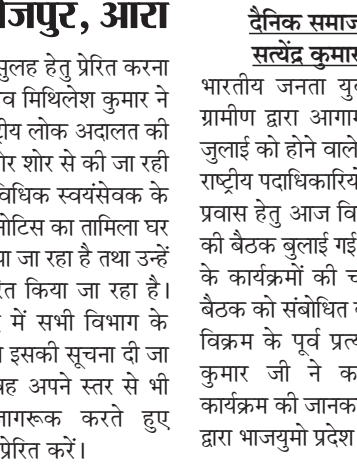 जपुर, आरा
सुलह हेतु प्रेरित करना
व मिथिलेश कुमार ने
ट्रीय लोक अदालत की
ोर शोर से की जा रही
विधिक स्वयंसेवक के
नोटिस का तामिला घर
ा जा रहा है तथा उन्हें
रित किया जा रहा है।
में सभी विभाग के
इसकी सूचना दी जा
वह अपने स्तर से भी
जागरूक करते हुए
प्रेरित करें।
दैनिक समाज
सत्येंद्र कुमार
भारतीय जनता यु
ग्रामीण द्वारा आगाम
जुलाई को होने वाले
राष्ट्रीय पदाधिकारियो
प्रवास हेतु आज वि
की बैठक बुलाई गई
के कार्यक्रमों की च
बैठक को संबोधित
विक्रम के पूर्व प्रत्य
कुमार जी ने क
कार्यक्रम की जानक
द्वारा भाजयुमो प्रदेश